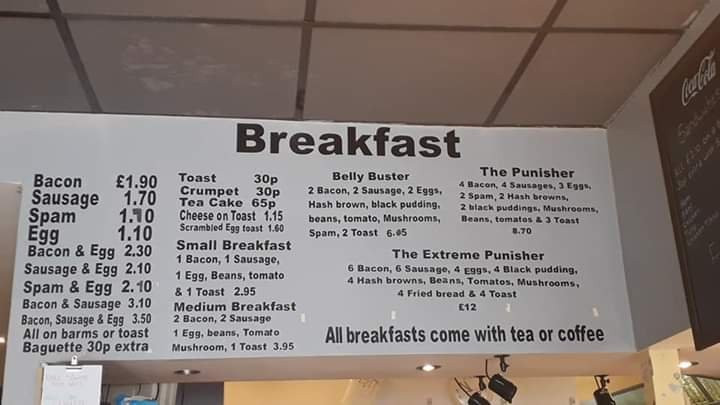 Breakfast
Bacon £1.90
Sausage 1.70
Spam 1.10
Egg 1.10
Bacon & Egg 2.30
Sausage & Egg 2.10
Spam & Egg 2.10
Bacon & Sausage 3.10
Bacon, Sausage & Egg 3.50
All on barms or toast
Baguette 30p extra
Toast 30p
Crumpet 30p
Tea Cake 65p
Cheese on Toast 1.15
Scrambled Egg toast 1.60
Small Breakfast
1 Bacon, 1 Sausage,
1 Egg, Beans, tomato
& 1 Toast 2.95
Medium Breakfast
2 Bacon, 2 Sausage
1 Egg, beans, Tomato
Mushroom, 1 Toast 3.95
Belly Buster
2 Bacon, 2 Sausage, 2 Eggs,
Hash brown, black pudding,
beans, tomato, Mushrooms,
Spam, 2 Toast 6.05
The Punisher
4 Bacon, 4 Sausages, 3 Eggs,
2 Spam, 2 Hash browns,
2 black puddings, Mushrooms,
Beans, tomatos & 3 Toast
8.70
The Extreme Punisher
6 Bacon, 6 Sausage, 4 Eggs, 4 Black pudding,
4 Hash browns, Beans, Tomatos, Mushrooms,
4 Fried bread & 4 Toast
£12
All breakfasts come with tea or coffee
Coca-Cola